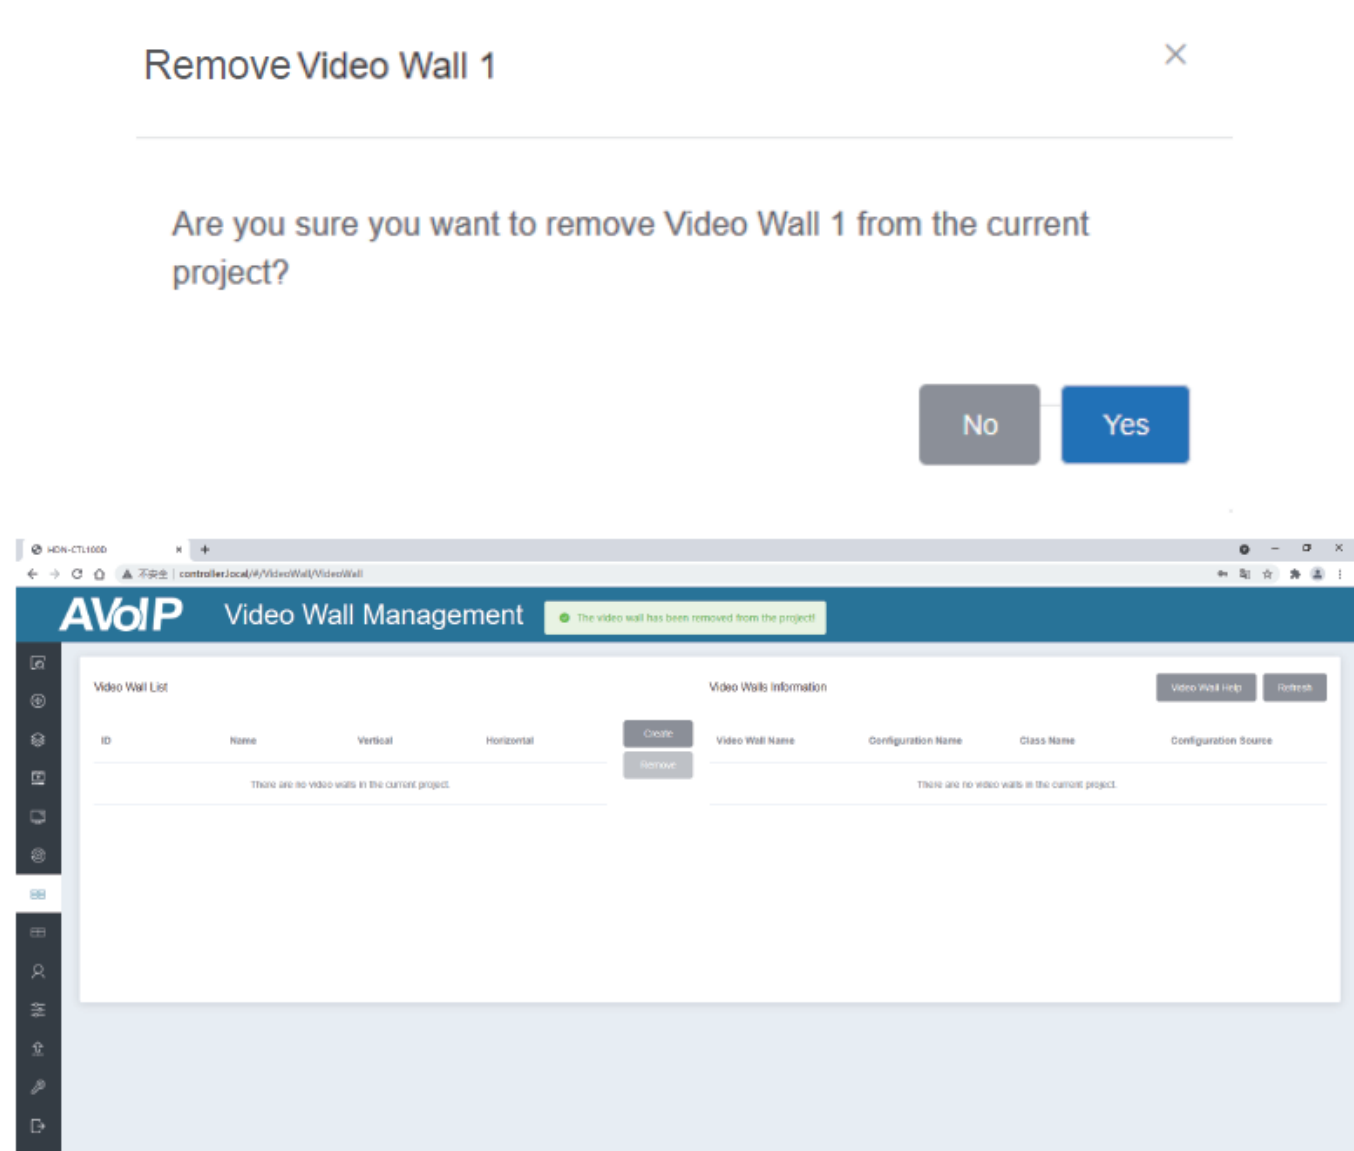 Remove Video Wall 1
Are you sure you want to remove Video Wall 1 from the current
project?
No Yes
HDN-CTL100D
不安全 controller.local/#/VideoWall/VideoWall
AVoIP Video Wall Management The video wall has been removed from the project!
Video Wall List Video Walls Information Video Wall Help Refresh
ID Name Vertical Horizontal Create Video Wall Name Configuration Name Class Name Configuration Source
Remove
There are no video walls in the current project. There are no video walls in the current project.